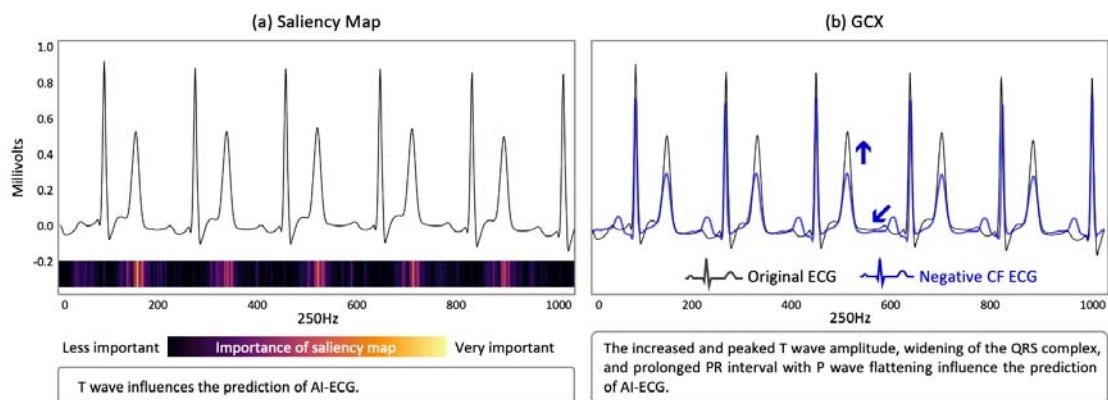 (a) Saliency Map
1.0
0.8
0.6
0.4
0.2
0.0
-0.2
Millivolts
0 200 400 600 800 1000
250Hz
Less important Importance of saliency map Very important
T wave influences the prediction of AI-ECG.
(b) GCX
Original ECG Negative CF ECG
0 200 400 600 800 1000
250Hz
The increased and peaked T wave amplitude, widening of the QRS complex,
and prolonged PR interval with P wave flattening influence the prediction
of AI-ECG.